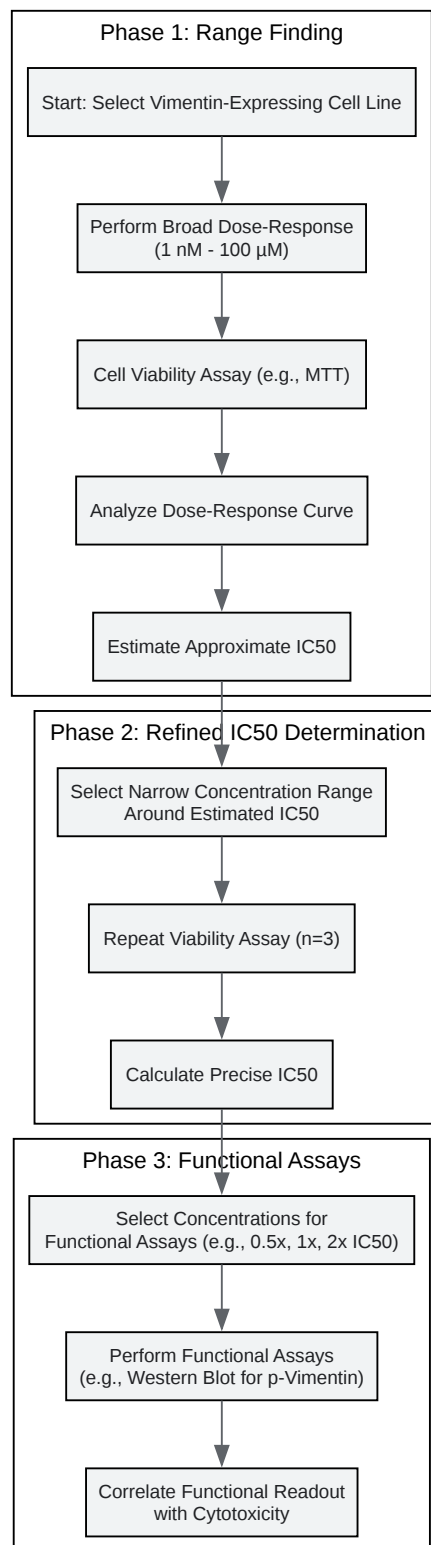 Phase 1: Range Finding
Start: Select Vimentin-Expressing Cell Line
Perform Broad Dose-Response
(1 nM - 100 µM)
Cell Viability Assay (e.g., MTT)
Analyze Dose-Response Curve
Estimate Approximate IC50
Phase 2: Refined IC50 Determination
Select Narrow Concentration Range
Around Estimated IC50
Repeat Viability Assay (n=3)
Calculate Precise IC50
Phase 3: Functional Assays
Select Concentrations for
Functional Assays (e.g., 0.5x, 1x, 2x IC50)
Perform Functional Assays
(e.g., Western Blot for p-Vimentin)
Correlate Functional Readout
with Cytotoxicity